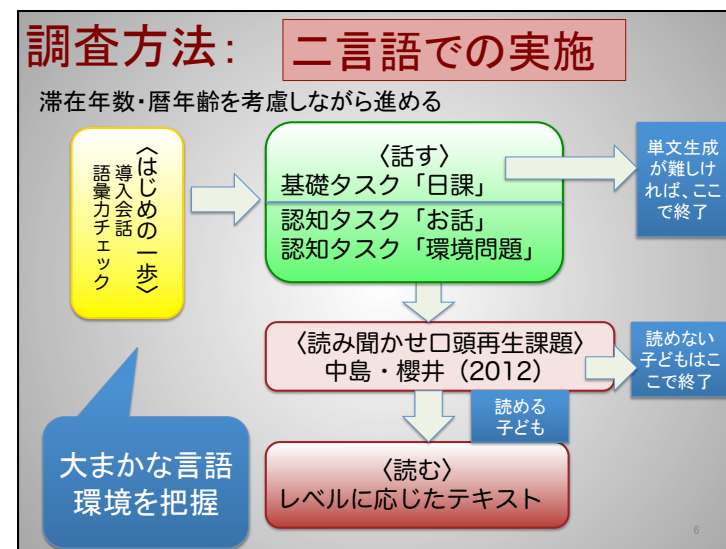 調査方法：
二言語での実施
滞在年数・暦年齢を考慮しながら進める
〈はじめの一歩〉
導入会話
語彙力チェック
〈話す〉
基礎タスク「日課」
認知タスク「お話」
認知タスク「環境問題」
単文生成
が難しけ
れば、ここ
で終了
〈読み聞かせ口頭再生課題〉
中島・櫻井（2012）
読めない
子どもはこ
こで終了
読める
子ども
大まかな言語
環境を把握
〈読む〉
レベルに応じたテキスト
6